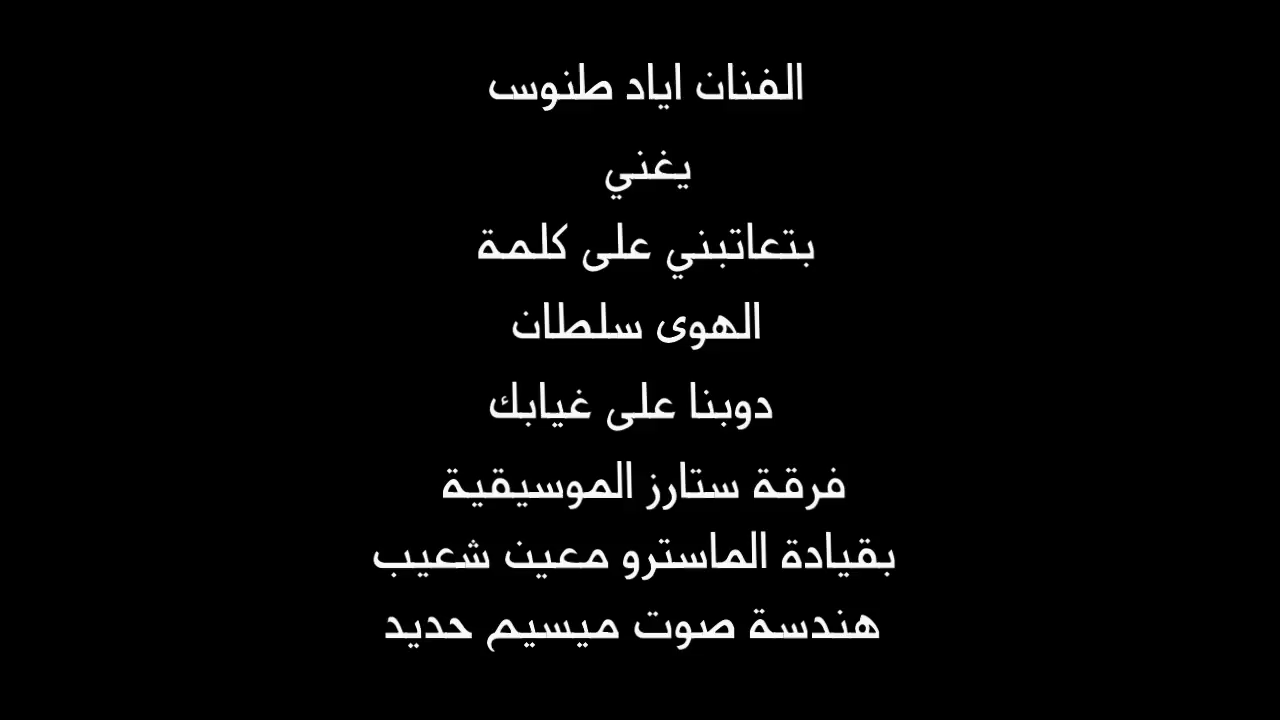 الفنان اياد طنوس
يغني
بتعاتبني على كلمة
الهوى سلطان
دوبنا على غيابك
فرقة ستارز الموسيقية
بقيادة الماسترو معين شعيب
هندسة صوت ميسيم حديد